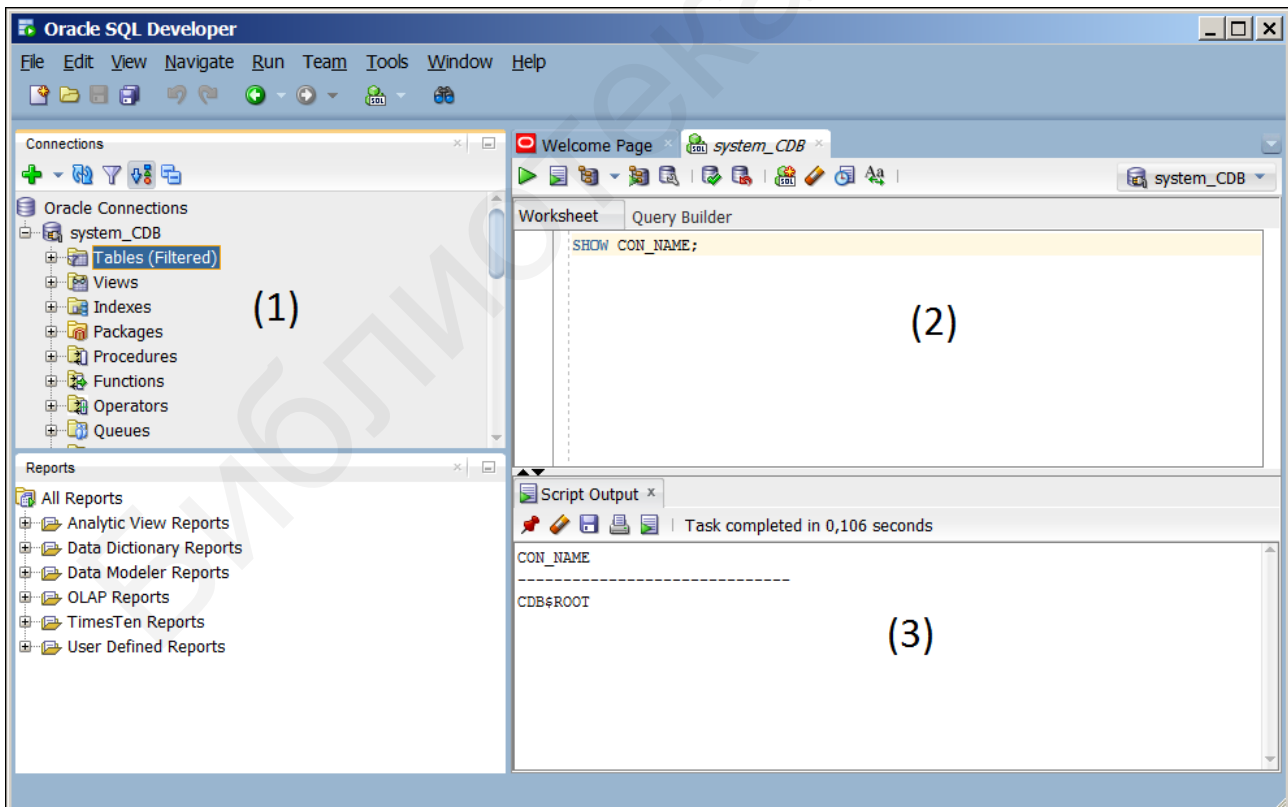 Oracle SQL Developer
File Edit View Navigate Run Team Tools Window Help
Connections
Oracle Connections
system_CDB
Tables (Filtered)
Views
Indexes
Packages
Procedures
Functions
Operators
Queues
(1)
Reports
All Reports
Analytic View Reports
Data Dictionary Reports
Data Modeler Reports
OLAP Reports
TimesTen Reports
User Defined Reports
Welcome Page system_CDB
system_CDB
Worksheet Query Builder
SHOW CON_NAME;
(2)
Script Output
Task completed in 0,106 seconds
CON_NAME
------------------------------
CDB$ROOT
(3)
Библиотека